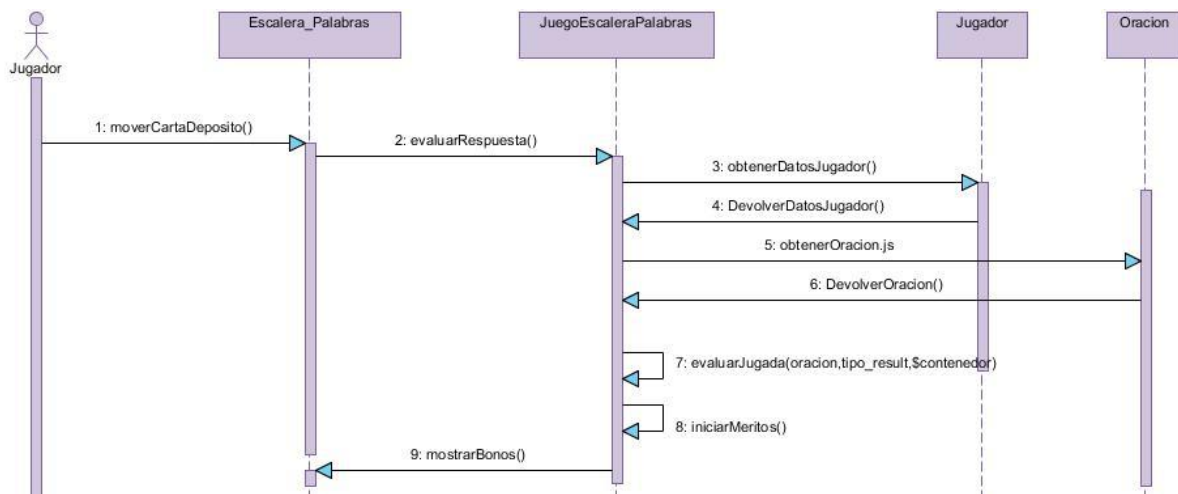 Escalera_Palabras
JuegoEscaleraPalabras
Jugador
Oracion
Jugador
1: moverCartaDeposito()
2: evaluarRespuesta()
3: obtenerDatosJugador()
4: DevolverDatosJugador()
5: obtenerOracion.js
6: DevolverOracion()
7: evaluarJugada(oracion,tipo_result,$contenedor)
8: iniciarMeritos()
9: mostrarBonos()